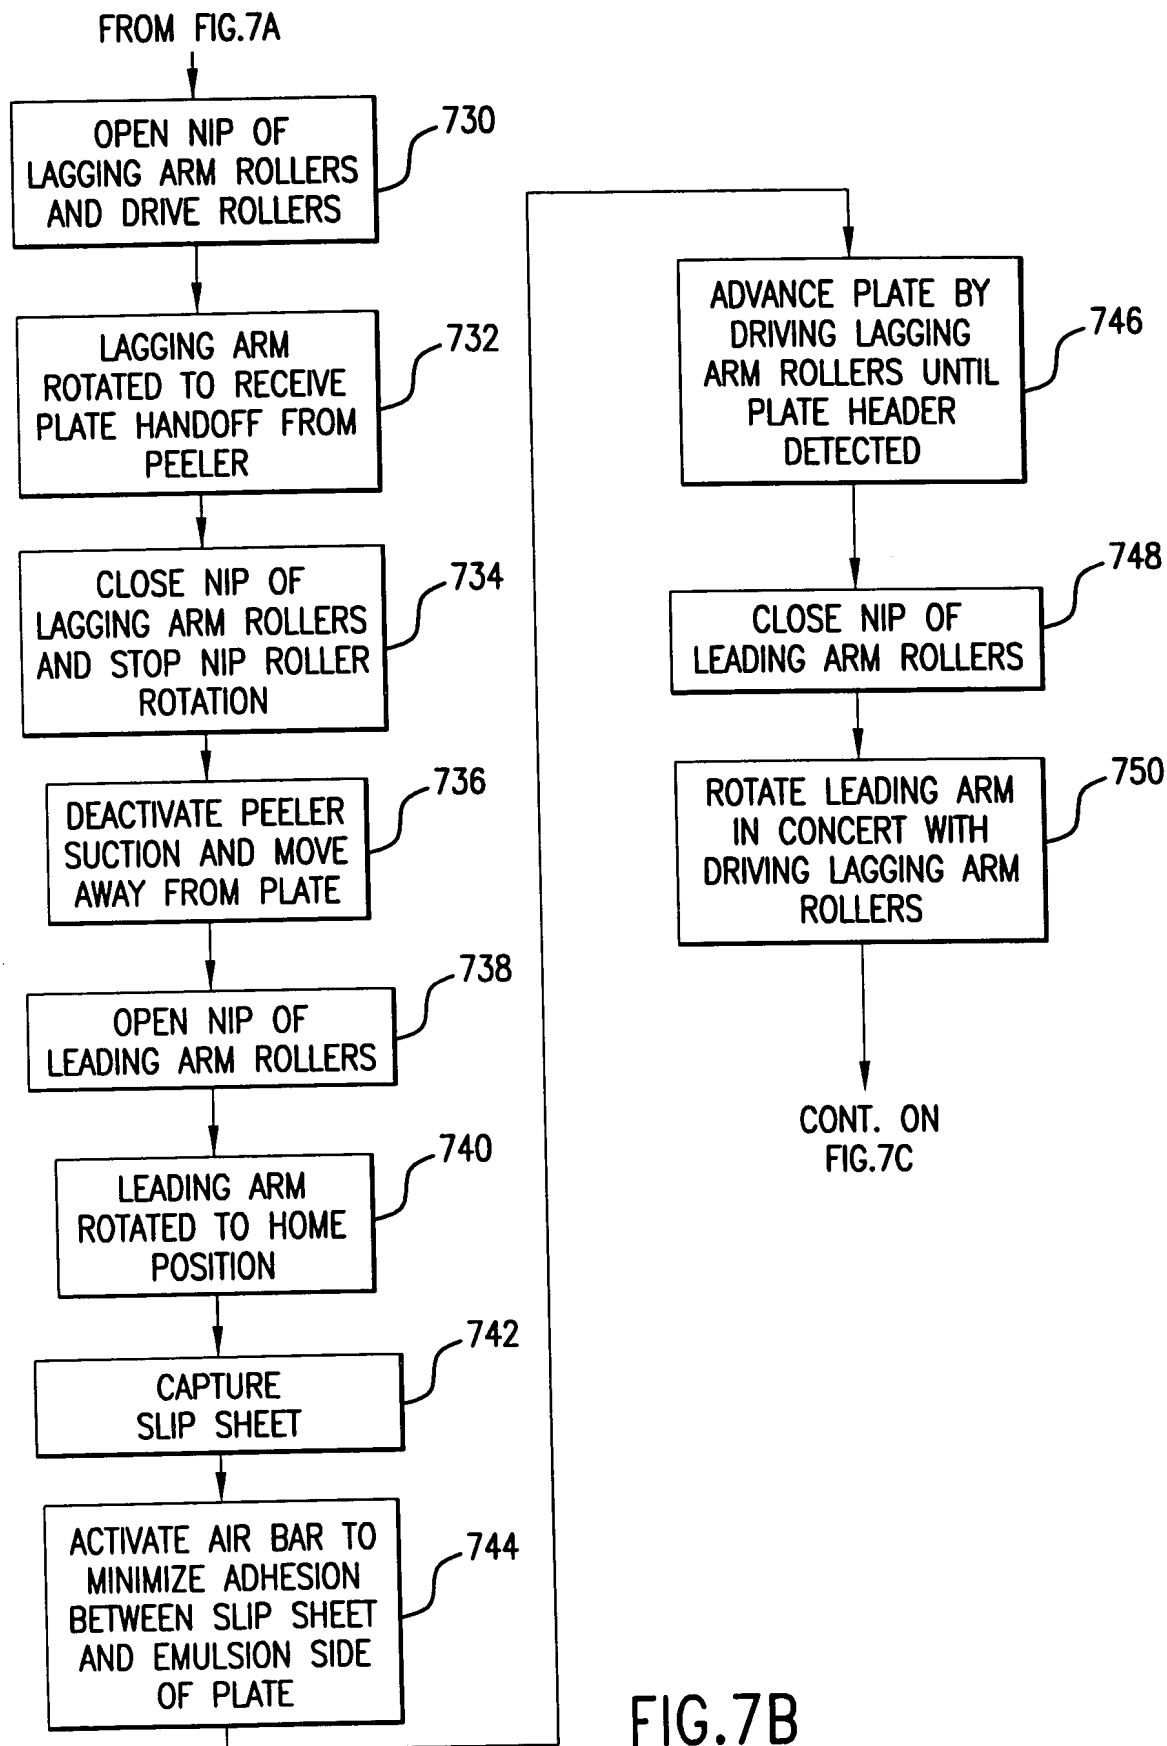 FROM FIG.7A
OPEN NIP OF
LAGGING ARM ROLLERS
AND DRIVE ROLLERS
730
LAGGING ARM
ROTATED TO RECEIVE
PLATE HANDOFF FROM
PEELER
732
CLOSE NIP OF
LAGGING ARM ROLLERS
AND STOP NIP ROLLER
ROTATION
734
DEACTIVATE PEELER
SUCTION AND MOVE
AWAY FROM PLATE
736
OPEN NIP OF
LEADING ARM ROLLERS
738
LEADING ARM
ROTATED TO HOME
POSITION
740
CAPTURE
SLIP SHEET
742
ACTIVATE AIR BAR TO
MINIMIZE ADHESION
BETWEEN SLIP SHEET
AND EMULSION SIDE
OF PLATE
744
ADVANCE PLATE BY
DRIVING LAGGING
ARM ROLLERS UNTIL
PLATE HEADER
DETECTED
746
CLOSE NIP OF
LEADING ARM ROLLERS
748
ROTATE LEADING ARM
IN CONCERT WITH
DRIVING LAGGING ARM
ROLLERS
750
CONT. ON
FIG.7C
FIG.7B